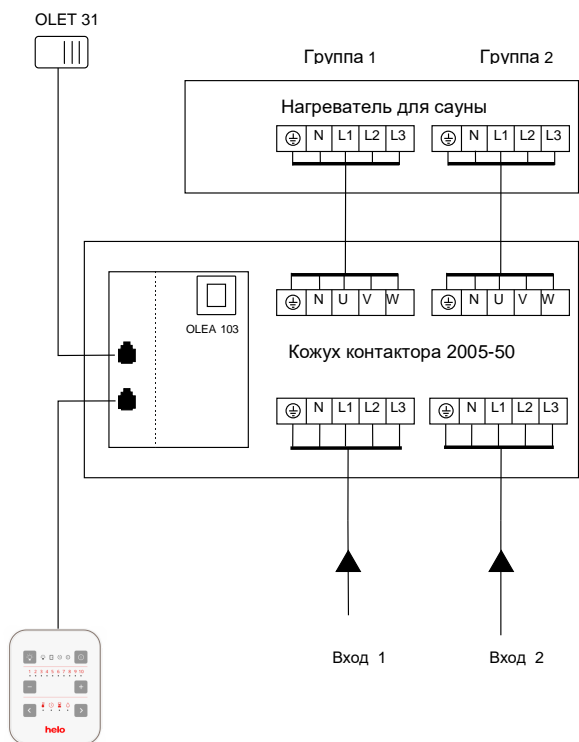 OLET 31
Группа 1 Группа 2
Нагреватель для сауны
N L1 L2 L3 N L1 L2 L3
N U V W N U V W
OLEA 103
Кожух контактора 2005-50
N L1 L2 L3 N L1 L2 L3
Вход 1 Вход 2
1 2 3 4 5 6 7 8 9 10
helo